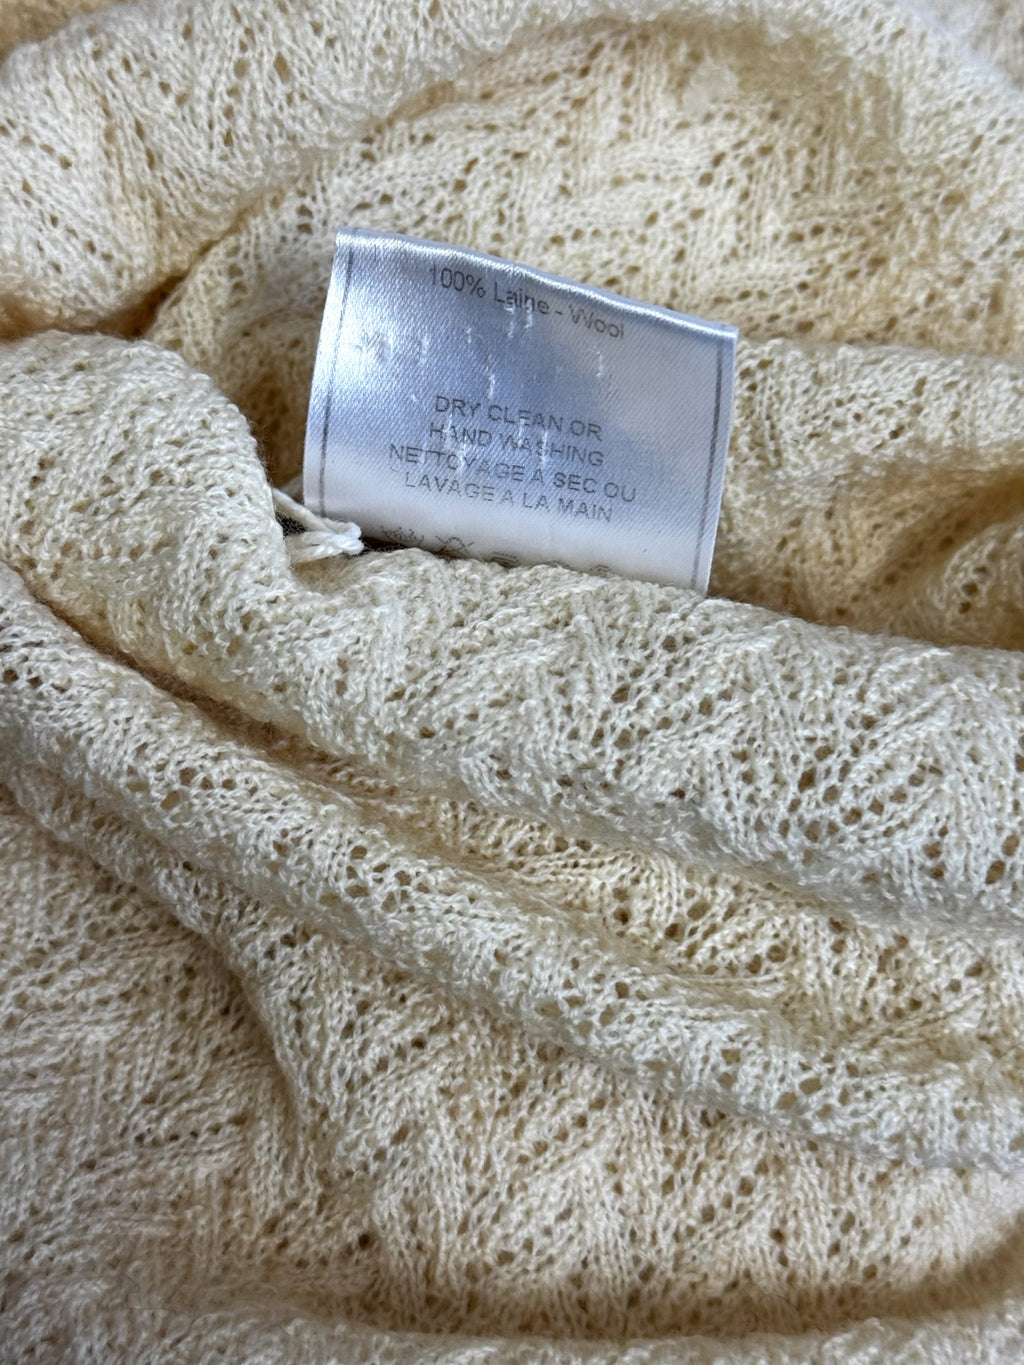 100% Laine - Wool
DRY CLEAN OR
HAND WASHING
NETTOYAGE A SEC OU
LAVAGE A LA MAIN